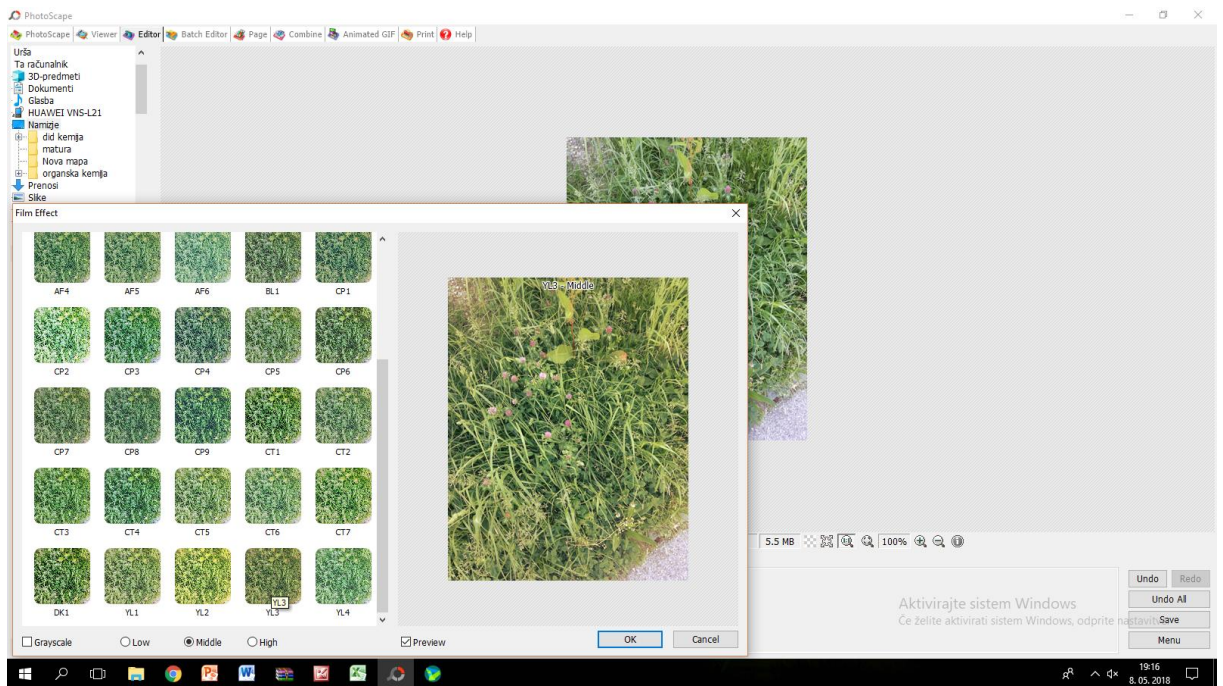 PhotoScape
PhotoScape Viewer Editor Batch Editor Page Combine Animated GIF Print Help
Urša
Ta računalnik
3D-predmeti
Dokumenti
Glasba
HUAWEI VNS-L21
Namizje
did kemija
matura
Nova mapa
organska kemija
Prenosi
Slike
Film Effect
AF4 AF5 AF6 BL1 CP1
CP2 CP3 CP4 CP5 CP6
CP7 CP8 CP9 CT1 CT2
CT3 CT4 CT5 CT6 CT7
DK1 YL1 YL2 YL3 YL4
YL3
YL3 - Middle
Grayscale Low Middle High Preview OK Cancel
5.5 MB 100%
Undo Redo
Undo All
Save
Menu
Aktivirajte sistem Windows
Če želite aktivirati sistem Windows, odprite
19:16
8. 05. 2018